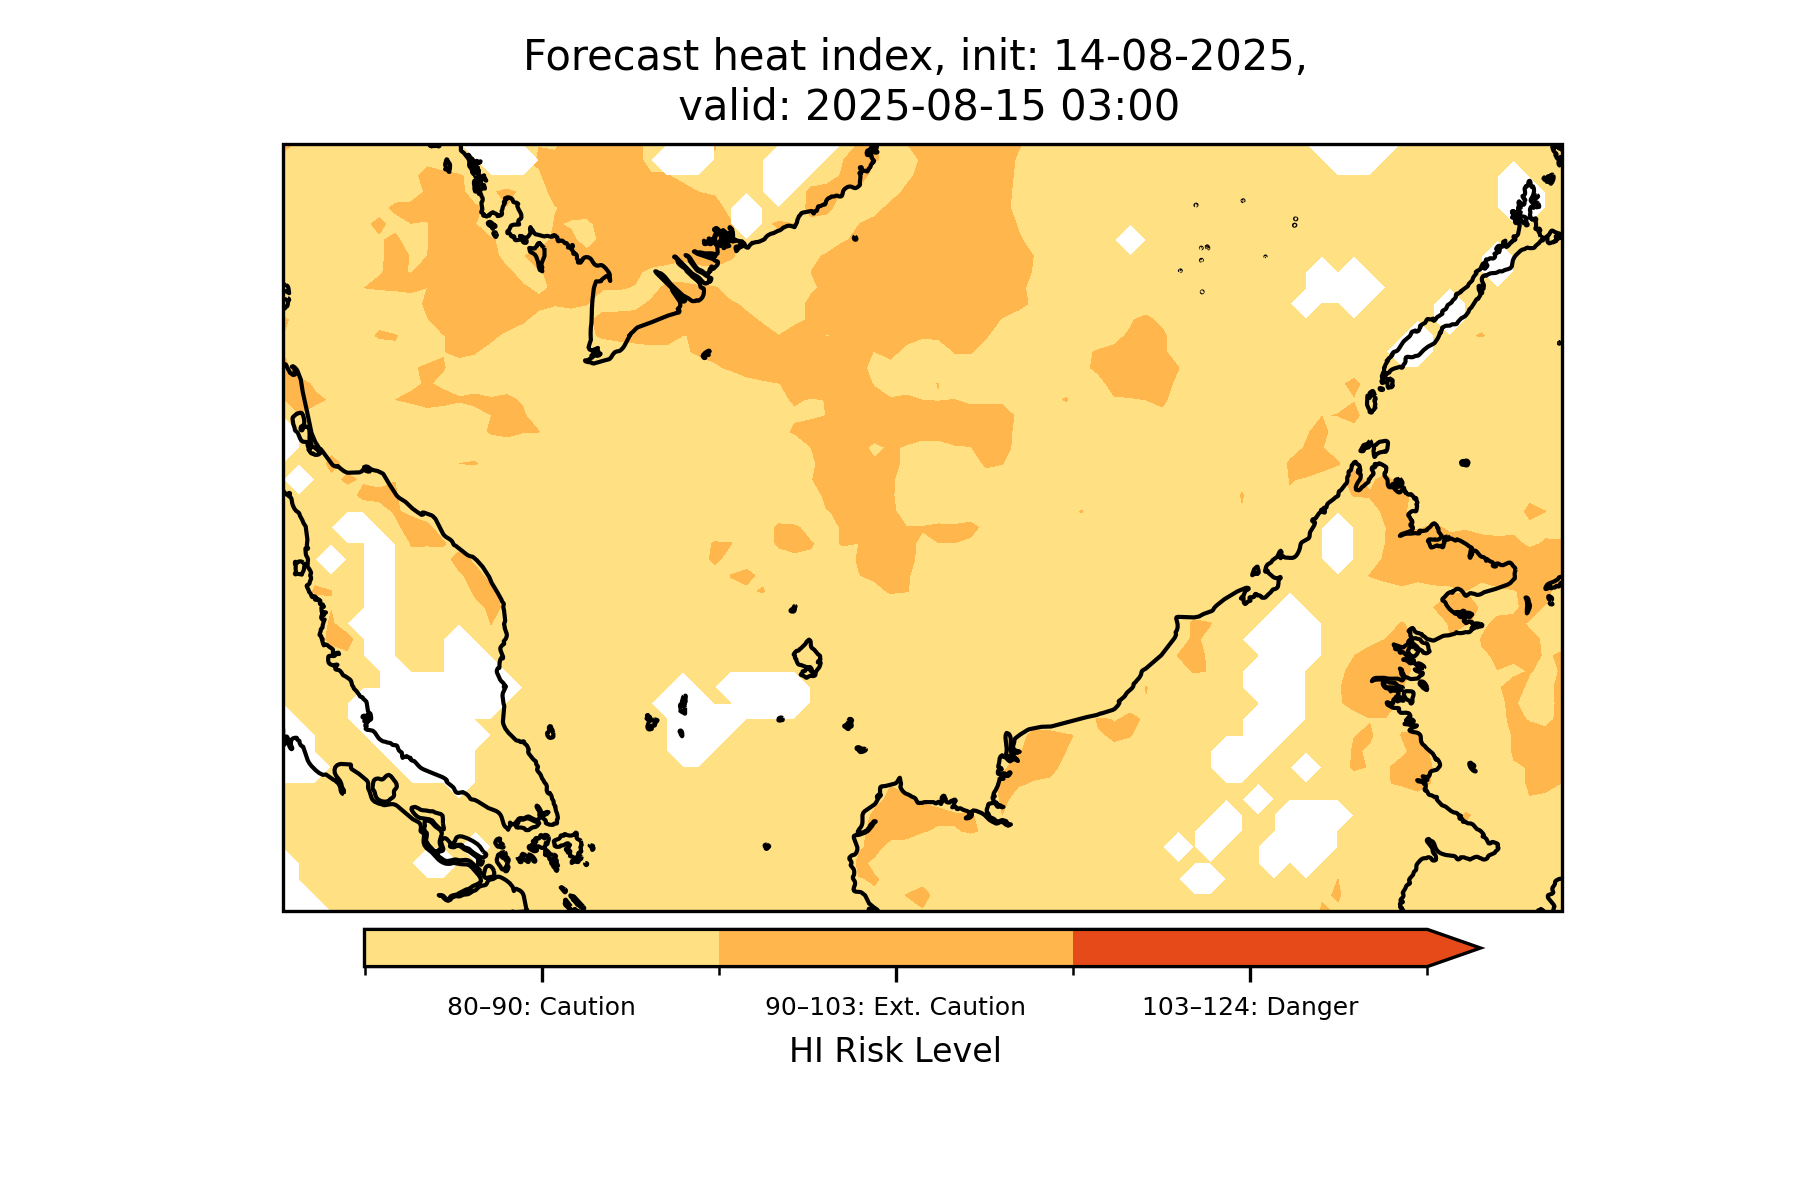 Forecast heat index, init: 14-08-2025,
valid: 2025-08-15 03:00
80–90: Caution
90–103: Ext. Caution
103–124: Danger
HI Risk Level